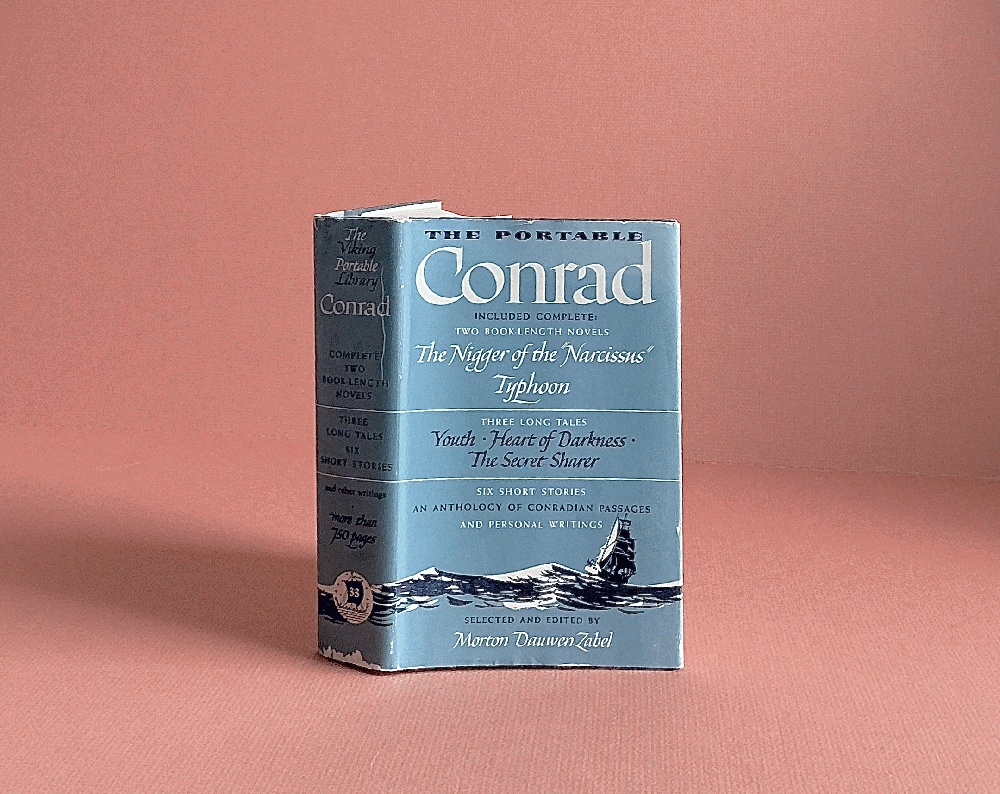 The
Viking
Portable
Library
Conrad
COMPLETE
TWO
BOOK-LENGTH
NOVELS
THREE
LONG TALES
SIX
SHORT STORIES
and other writings
more than
750 pages
33
THE PORTABLE
Conrad
INCLUDED COMPLETE:
TWO BOOK-LENGTH NOVELS
The Nigger of the "Narcissus"
Typhoon
THREE LONG TALES
Youth · Heart of Darkness ·
The Secret Sharer
SIX SHORT STORIES
AN ANTHOLOGY OF CONRADIAN PASSAGES
AND PERSONAL WRITINGS
SELECTED AND EDITED BY
Morton Dauwen Zabel